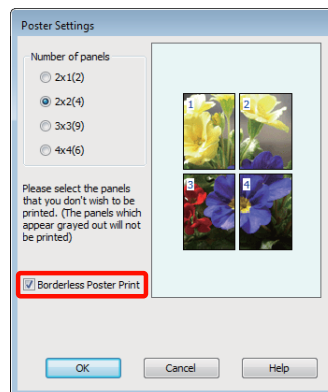 Poster Settings
Number of panels
2x1(2)
2x2(4)
3x3(9)
4x4(6)
1 2
3 4
Please select the panels
that you don't wish to be
printed. (The panels which
appear grayed out will not
be printed)
Borderless Poster Print
OK Cancel Help